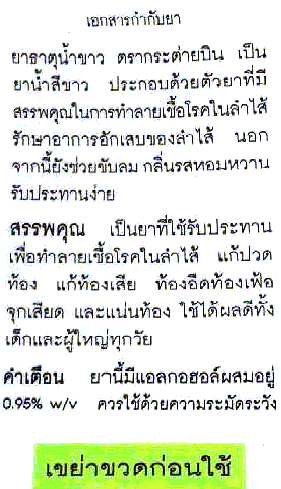 เอกสารกำกับยา
ยาธาตุน้ำขาว ตรากระต่ายบิน เป็น
ยาน้ำสีขาว ประกอบด้วยตัวยาที่มี
สรรพคุณในการทำลายเชื้อโรคในลำไส้
รักษาอาการอักเสบของลำไส้ นอก
จากนี้ยังช่วยขับลม กลิ่นรสหอมหวาน
รับประทานง่าย
สรรพคุณ เป็นยาที่ใช้รับประทาน
เพื่อทำลายเชื้อโรคในลำไส้ แก้ปวด
ท้อง แก้ท้องเสีย ท้องอืดท้องเฟ้อ
จุกเสียด และแน่นท้อง ใช้ได้ผลดีทั้ง
เด็กและผู้ใหญ่ทุกวัย
คำเตือน ยานี้มีแอลกอฮอล์ผสมอยู่
0.95% w/v ควรใช้ด้วยความระมัดระวัง
เขย่าขวดก่อนใช้